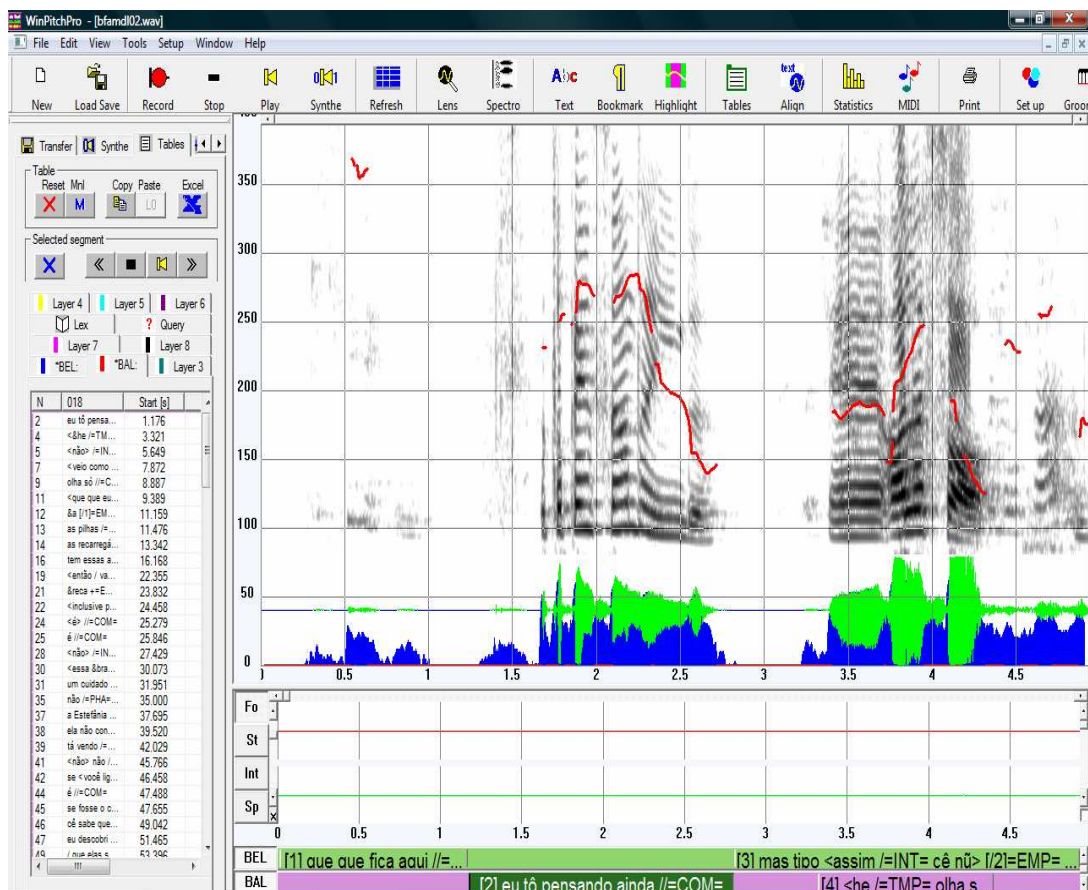 WinPitchPro - [bfamdl02.wav]
File Edit View Tools Setup Window Help
New Load Save Record Stop Play Synthe Refresh Lens Spectro Text Bookmark Highlight Tables Align Statistics MIDI Print Set up Groor
Transfer Synthe Tables
Table
Reset Mnl Copy Paste Excel
M L0
Selected segment
Layer 4 Layer 5 Layer 6
Lex ? Query
Layer 7 Layer 8
*BEL: *BAL: Layer 3
N 018 Start [s]
2 eu tô pensa... 1.176
4 <&he /=TM... 3.321
5 <não> /=IN... 5.649
7 <veio como ... 7.872
9 olha só //=C... 8.887
11 <que que eu... 9.389
12 &a [/1]=EM... 11.159
13 as pilhas /=... 11.476
14 as recarregá... 13.342
16 tem essas a... 16.168
19 <então / va... 22.355
21 &reca +=E... 23.832
22 <inclusive p... 24.458
24 <é> //=COM= 25.279
25 é //=COM= 25.846
28 <não> /=IN... 27.429
30 <essa &bra... 30.073
31 um cuidado ... 31.951
35 não /=PHA=... 35.000
37 a Estefânia ... 37.695
38 ela não con... 39.520
39 tá vendo /=... 42.029
41 <não> não /... 45.766
42 se <você lig... 46.458
44 é //=COM= 47.488
45 se fosse o c... 47.655
46 cê sabe que... 49.042
47 eu descobri ... 51.465
49 / que elas s... 53.396
350
300
250
200
150
100
50
0
0.5 1 1.5 2 2.5 3 3.5 4 4.5
Fo
St
Int
Sp
0 0.5 1 1.5 2 2.5 3 3.5 4 4.5
BEL [1] que que fica aqui //=... [3] mas tipo <assim /=INT= cê nũ> [/2]=EMP= ...
BAL [2] eu tô pensando ainda //=COM= [4] <he /=TMP= olha s...